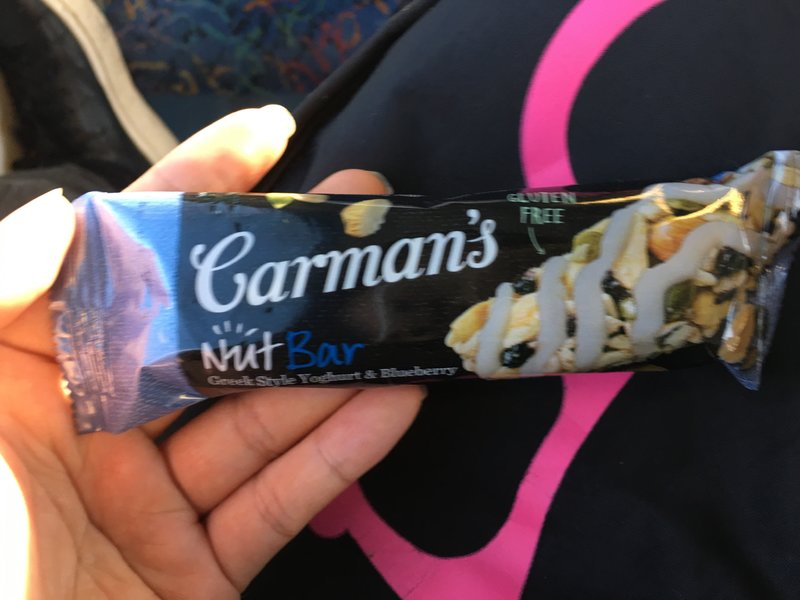 Carman's
Nut Bar
Greek Style Yoghurt & Blueberry
GLUTEN
FREE